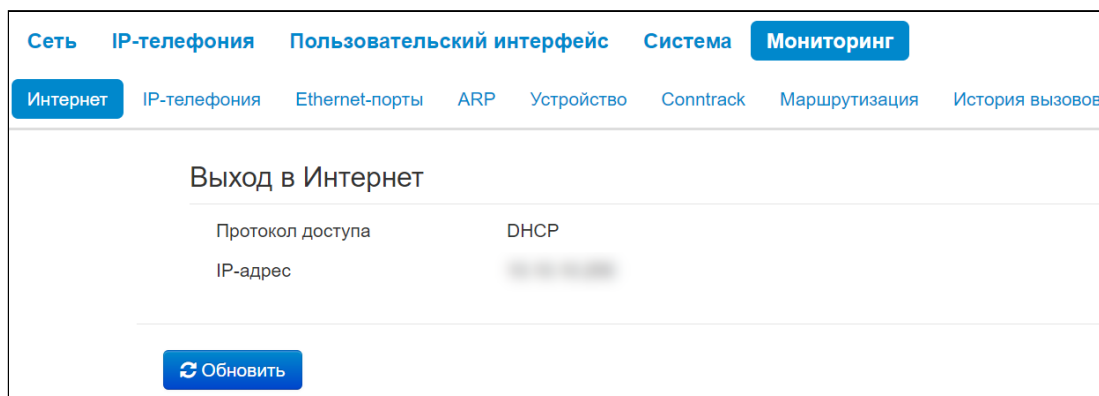 Сеть IP-телефония Пользовательский интерфейс Система Мониторинг
Интернет IP-телефония Ethernet-порты ARP Устройство Conntrack Маршрутизация История вызовов
Выход в Интернет
Протокол доступа DHCP
IP-адрес
Обновить